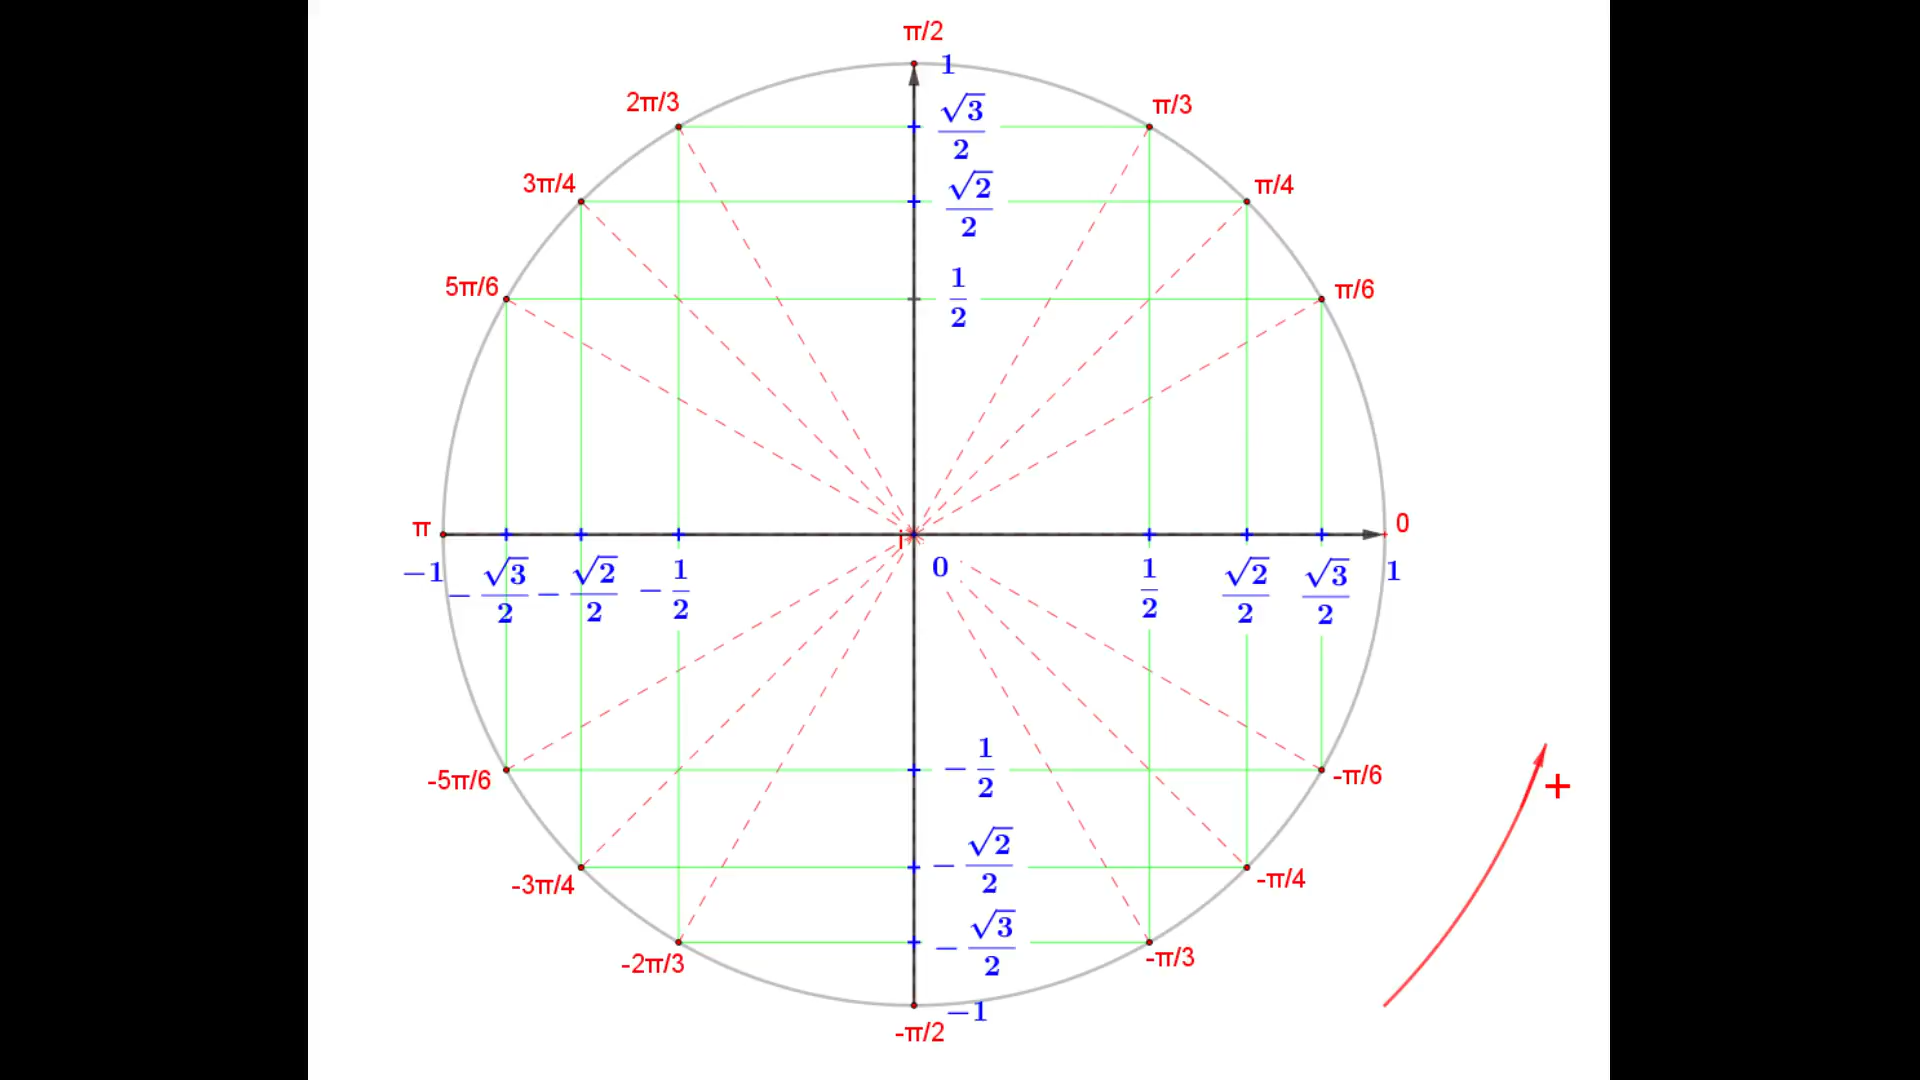 π/2
1
2π/3
√3/2
π/3
3π/4
√2/2
π/4
5π/6
1/2
π/6
π
i
0
-1
-√3/2
-√2/2
-1/2
0
1/2
√2/2
√3/2
1
-5π/6
-1/2
-π/6
+
-3π/4
-√2/2
-π/4
-2π/3
-√3/2
-π/3
-1
-π/2